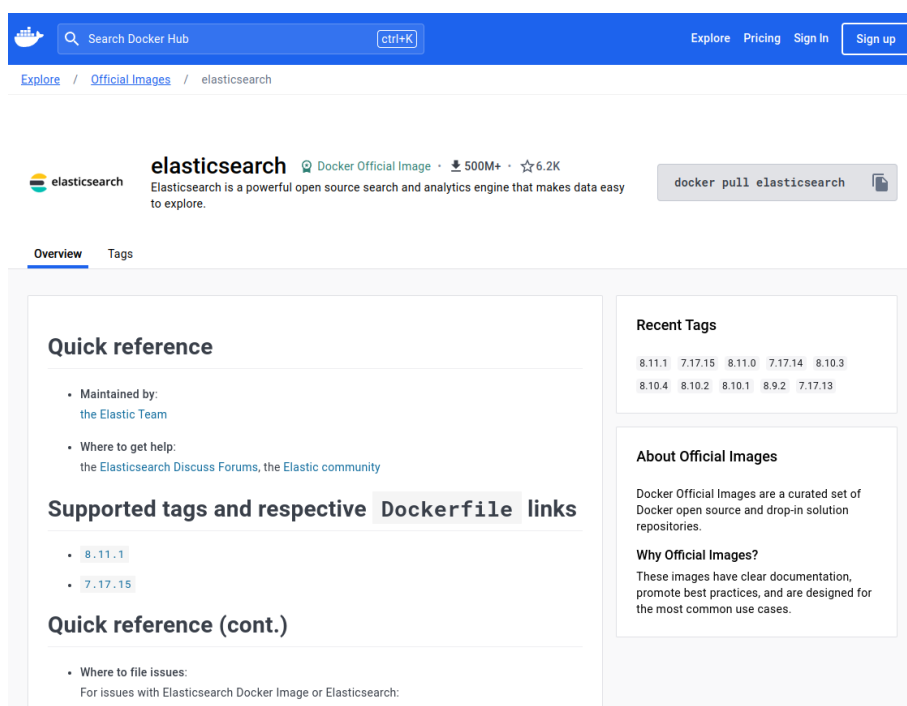 Search Docker Hub
ctrl+K
Explore Pricing Sign In Sign up
Explore / Official Images / elasticsearch
elasticsearch
elasticsearch Docker Official Image · 500M+ · 6.2K
Elasticsearch is a powerful open source search and analytics engine that makes data easy
to explore.
docker pull elasticsearch
Overview Tags
Quick reference
• Maintained by:
the Elastic Team
• Where to get help:
the Elasticsearch Discuss Forums, the Elastic community
Supported tags and respective Dockerfile links
• 8.11.1
• 7.17.15
Quick reference (cont.)
• Where to file issues:
For issues with Elasticsearch Docker Image or Elasticsearch:
Recent Tags
8.11.1 7.17.15 8.11.0 7.17.14 8.10.3
8.10.4 8.10.2 8.10.1 8.9.2 7.17.13
About Official Images
Docker Official Images are a curated set of
Docker open source and drop-in solution
repositories.
Why Official Images?
These images have clear documentation,
promote best practices, and are designed for
the most common use cases.